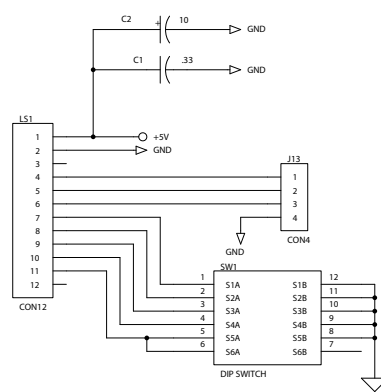 C2 + 10
GND
C1 .33
GND
LS1
1 +5V
2 GND
3
4
5
6
7
8
9
10
11
12
CON12
J13
1
2
3
4
CON4
GND
SW1
1 S1A S1B 12
2 S2A S2B 11
3 S3A S3B 10
4 S4A S4B 9
5 S5A S5B 8
6 S6A S6B 7
DIP SWITCH